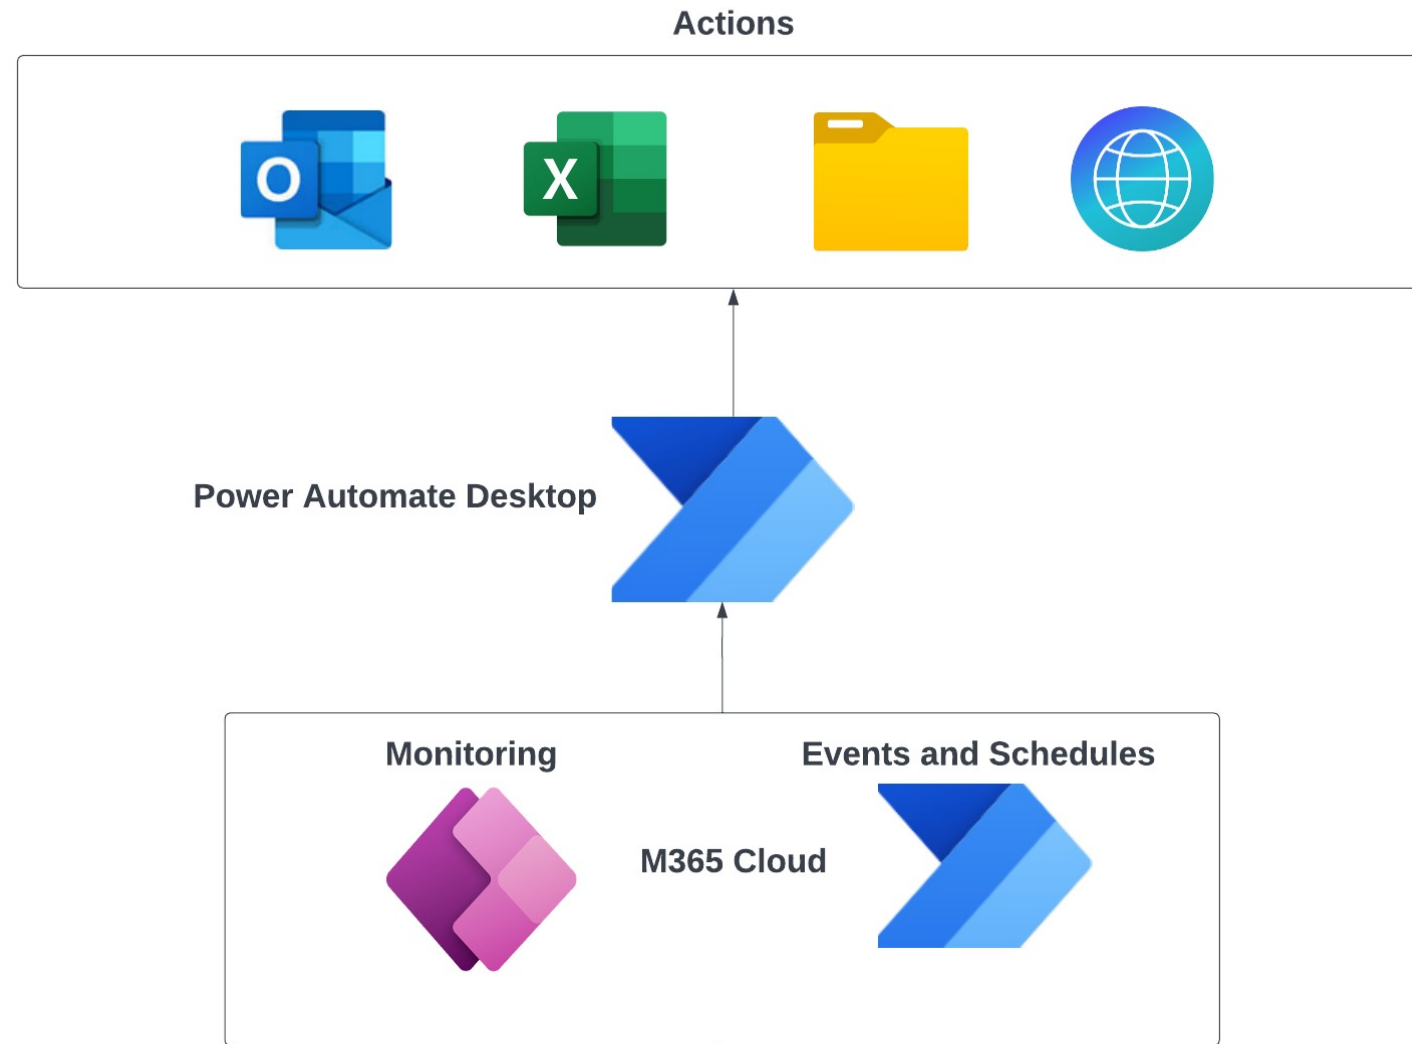 Actions
O
X
Power Automate Desktop
Monitoring
Events and Schedules
M365 Cloud